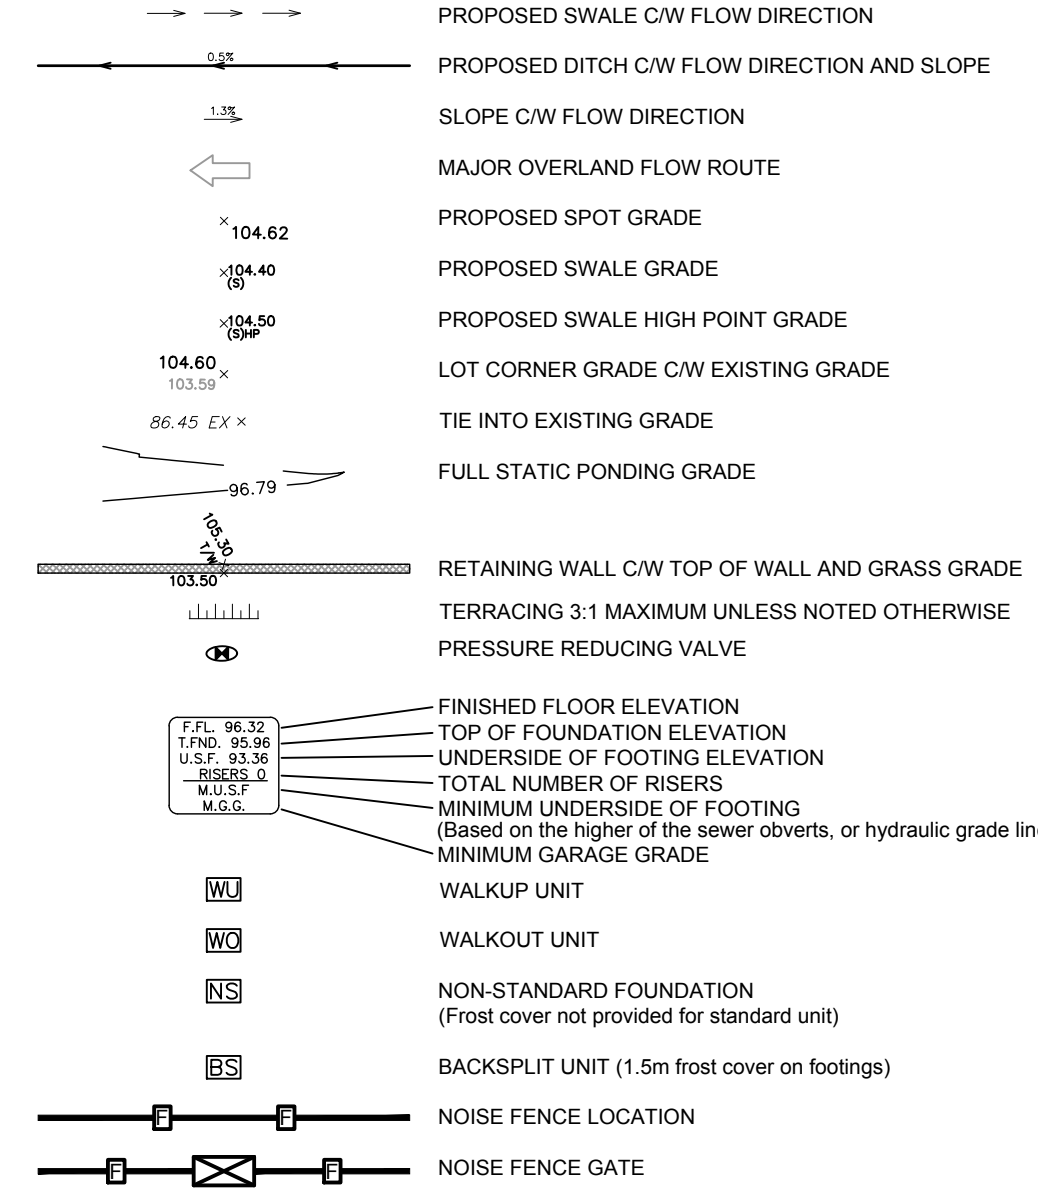 PROPOSED SWALE C/W FLOW DIRECTION
0.5%
PROPOSED DITCH C/W FLOW DIRECTION AND SLOPE
1.3%
SLOPE C/W FLOW DIRECTION
MAJOR OVERLAND FLOW ROUTE
PROPOSED SPOT GRADE
104.62
104.40
(S)
PROPOSED SWALE GRADE
104.50
(S)HP
PROPOSED SWALE HIGH POINT GRADE
104.60
103.59
LOT CORNER GRADE C/W EXISTING GRADE
86.45 EX
TIE INTO EXISTING GRADE
FULL STATIC PONDING GRADE
96.79
105.30
T/W
103.50
RETAINING WALL C/W TOP OF WALL AND GRASS GRADE
TERRACING 3:1 MAXIMUM UNLESS NOTED OTHERWISE
PRESSURE REDUCING VALVE
F.FL. 96.32
T.FND. 95.96
U.S.F. 93.36
RISERS 0
M.U.S.F
M.G.G.
FINISHED FLOOR ELEVATION
TOP OF FOUNDATION ELEVATION
UNDERSIDE OF FOOTING ELEVATION
TOTAL NUMBER OF RISERS
MINIMUM UNDERSIDE OF FOOTING
(Based on the higher of the sewer obverts, or hydraulic grade
MINIMUM GARAGE GRADE
WU
WALKUP UNIT
WO
WALKOUT UNIT
NS
NON-STANDARD FOUNDATION
(Frost cover not provided for standard unit)
BS
BACKSPLIT UNIT (1.5m frost cover on footings)
F F
NOISE FENCE LOCATION
F F
NOISE FENCE GATE